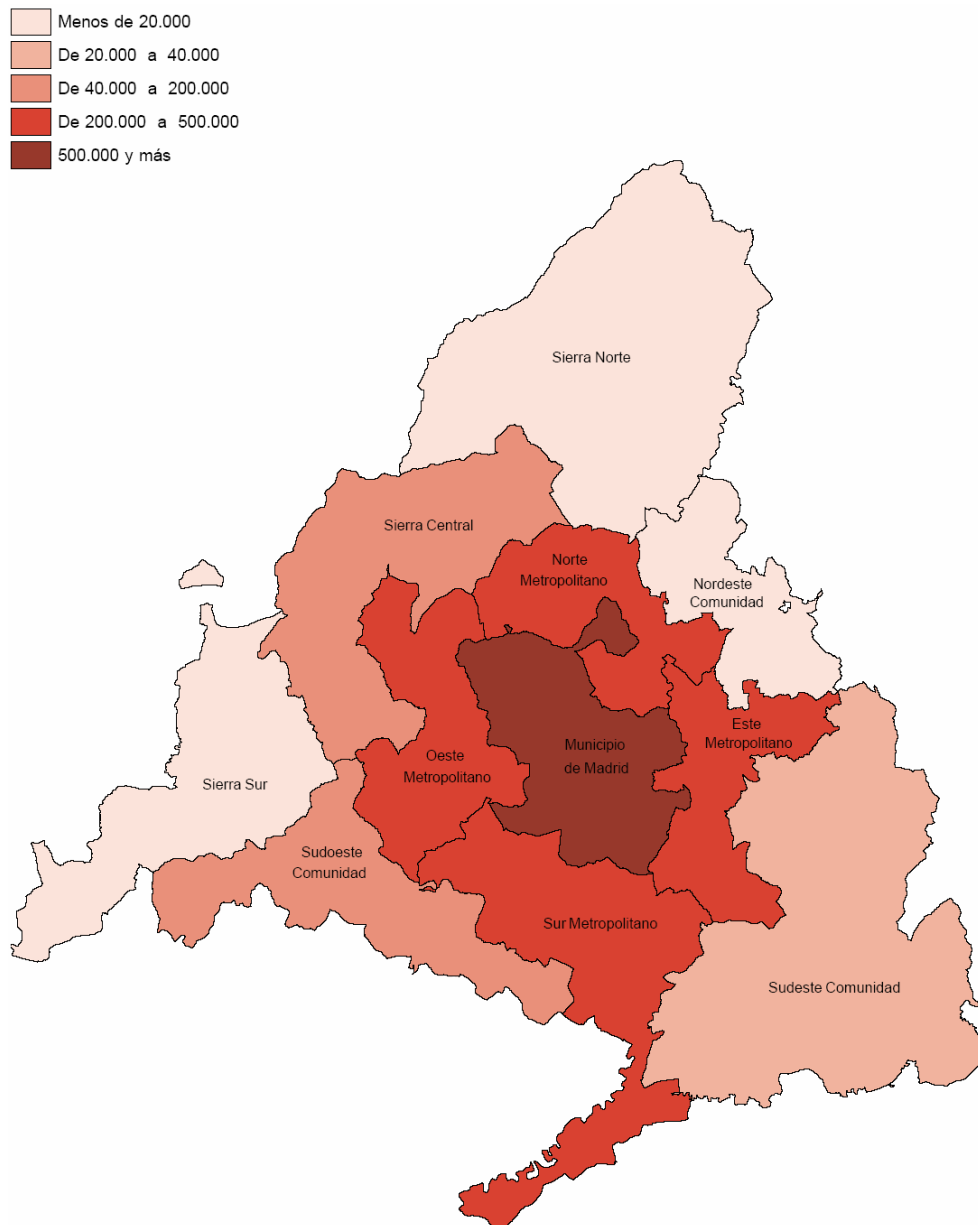 Menos de 20.000
De 20.000 a 40.000
De 40.000 a 200.000
De 200.000 a 500.000
500.000 y más
Sierra Norte
Sierra Central
Norte
Metropolitano
Nordeste
Comunidad
Este
Metropolitano
Municipio
de Madrid
Oeste
Metropolitano
Sierra Sur
Sudoeste
Comunidad
Sur Metropolitano
Sudeste Comunidad